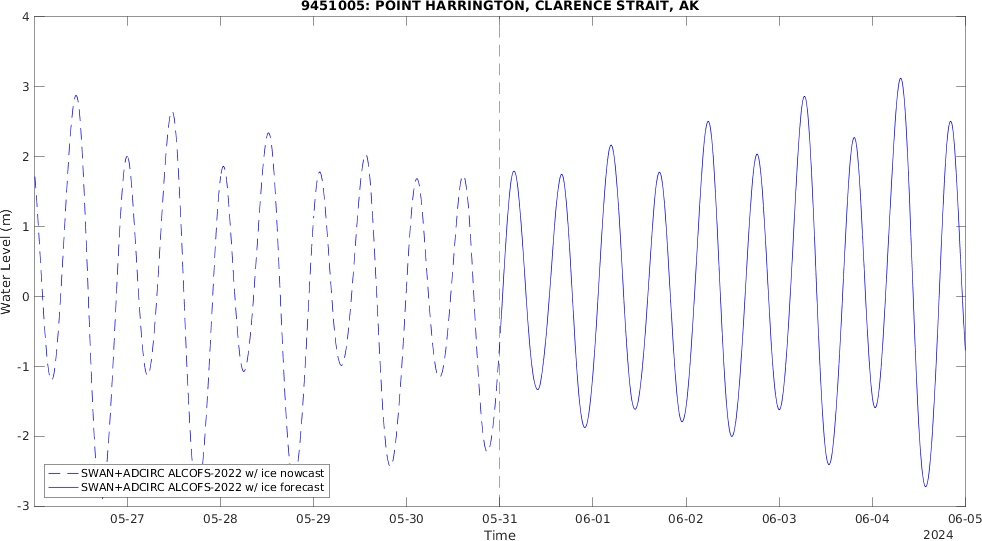 9451005: POINT HARRINGTON, CLARENCE STRAIT, AK
4
3
2
1
0
-1
-2
-3
Water Level (m)
SWAN+ADCIRC ALCOFS-2022 w/ ice nowcast
SWAN+ADCIRC ALCOFS-2022 w/ ice forecast
05-27 05-28 05-29 05-30 05-31 06-01 06-02 06-03 06-04 06-05
Time
2024